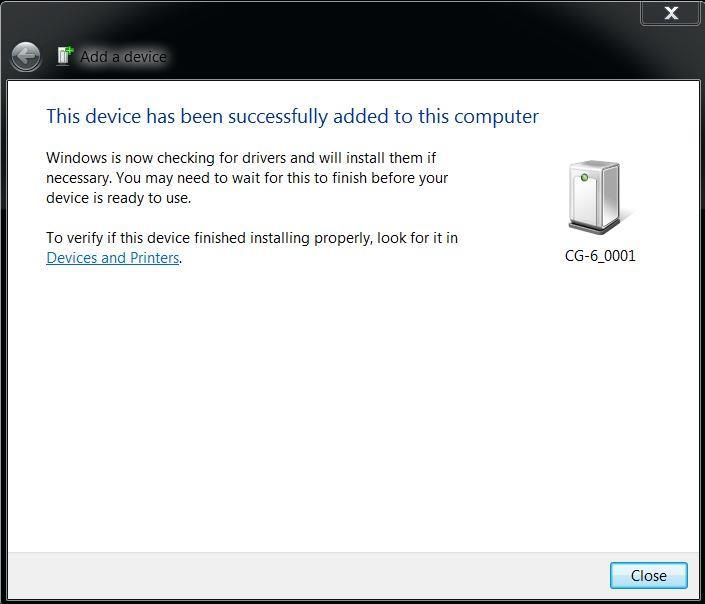 X
Add a device
This device has been successfully added to this computer
Windows is now checking for drivers and will install them if
necessary. You may need to wait for this to finish before your
device is ready to use.
To verify if this device finished installing properly, look for it in
Devices and Printers.
CG-6_0001
Close